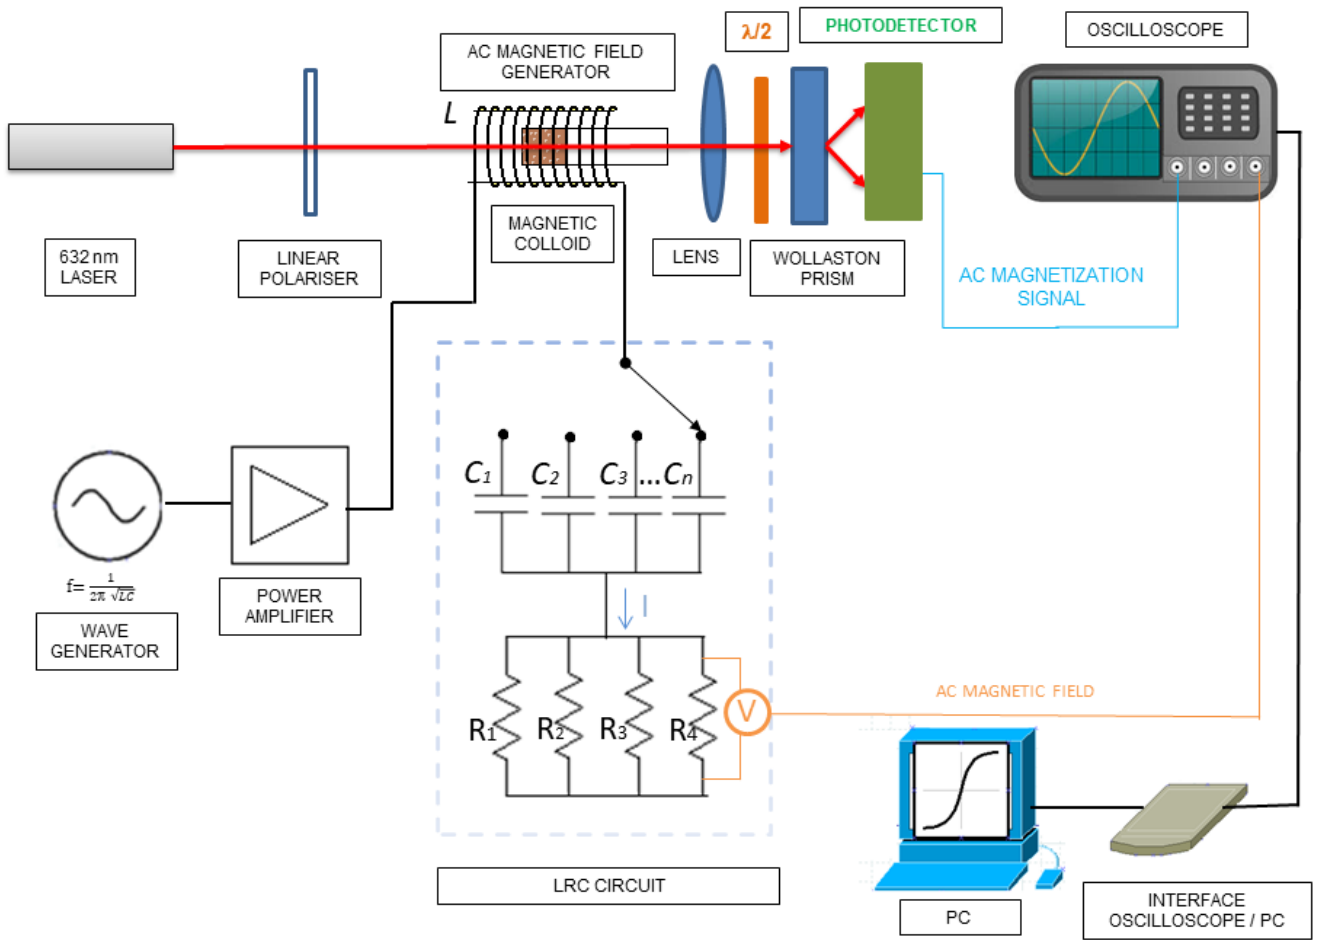 AC MAGNETIC FIELD
GENERATOR
λ/2
PHOTODETECTOR
OSCILLOSCOPE
L
632 nm
LASER
LINEAR
POLARISER
MAGNETIC
COLLOID
LENS
WOLLASTON
PRISM
AC MAGNETIZATION
SIGNAL
C1 C2 C3 ...Cn
f= 1/2π √LC
WAVE
GENERATOR
POWER
AMPLIFIER
I
R1 R2 R3 R4
V
AC MAGNETIC FIELD
LRC CIRCUIT
PC
INTERFACE
OSCILLOSCOPE / PC